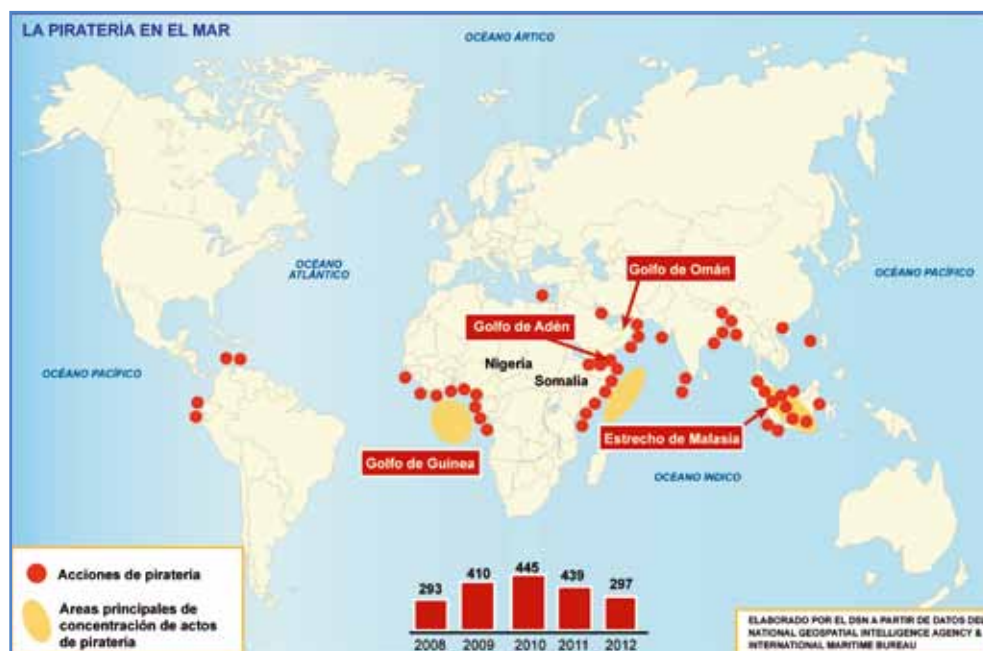 LA PIRATERÍA EN EL MAR
OCÉANO ÁRTICO
OCÉANO
ATLÁNTICO
OCÉANO PACÍFICO
Golfo de Omán
Golfo de Adén
Nigeria
Somalia
OCÉANO PACÍFICO
Estrecho de Malasia
Golfo de Guinea
OCÉANO INDICO
Acciones de piratería
Areas principales de
concentración de actos
de piratería
293
410
445
439
297
2008
2009
2010
2011
2012
ELABORADO POR EL DSN A PARTIR DE DATOS DEL
NATIONAL GEOSPATIAL INTELLIGENCE AGENCY &
INTERNATIONAL MARITIME BUREAU